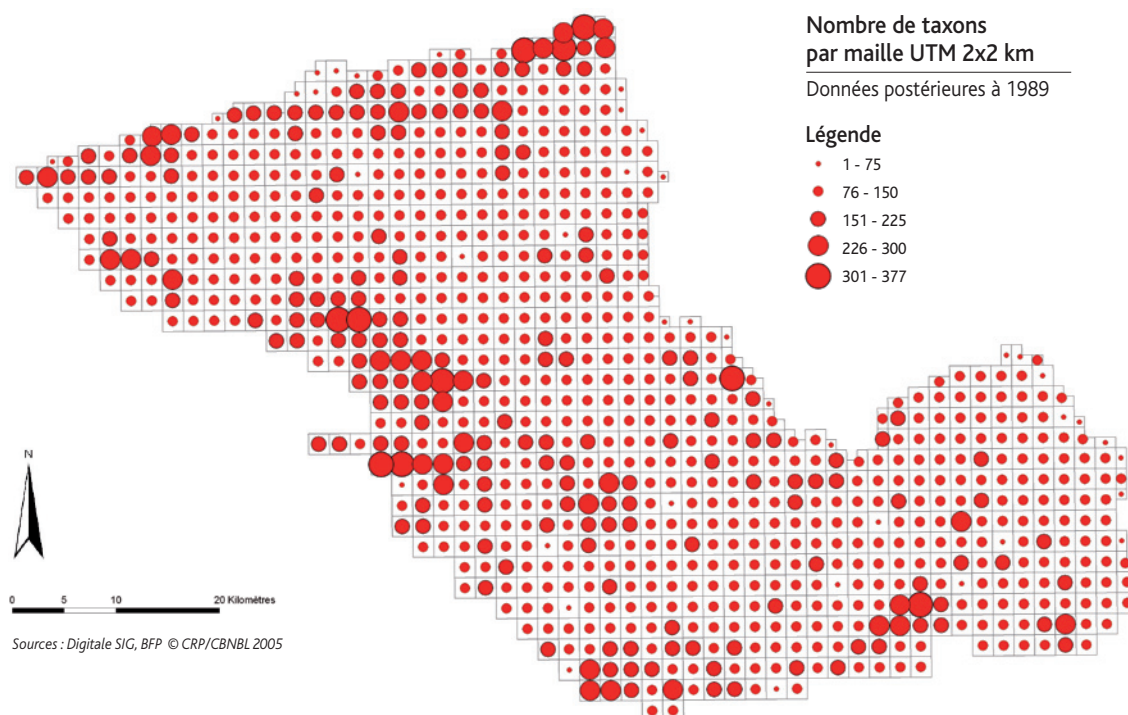 Nombre de taxons
par maille UTM 2x2 km
Données postérieures à 1989
Légende
1 - 75
76 - 150
151 - 225
226 - 300
301 - 377
N
0 5 10 20 Kilomètres
Sources : Digitale SIG, BFP © CRP/CBNBL 2005